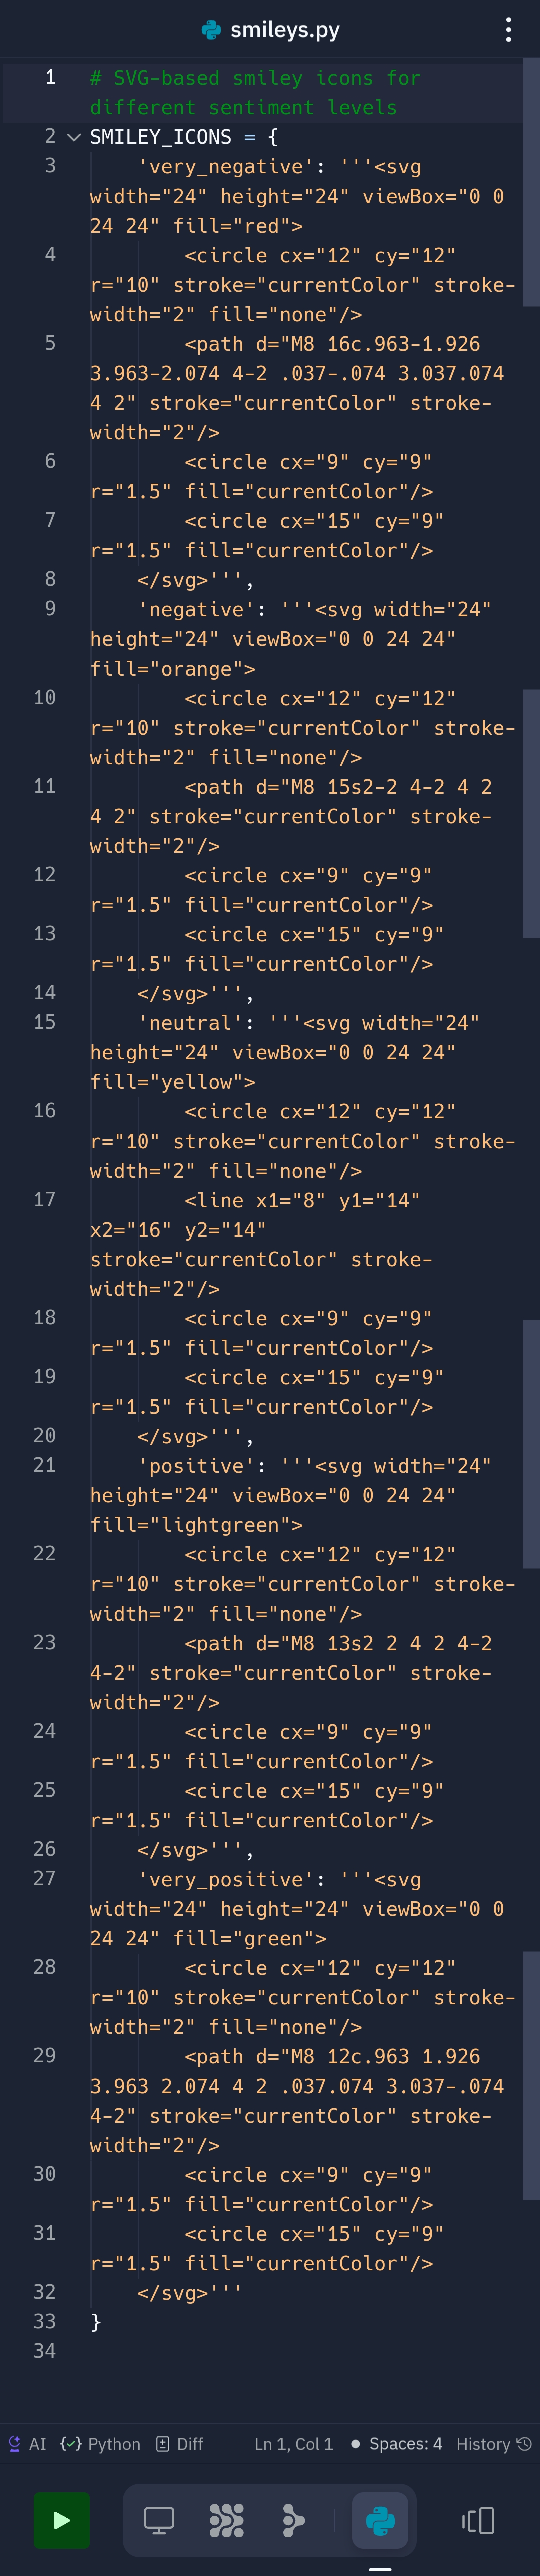 smileys.py
1 # SVG-based smiley icons for
different sentiment levels
2 SMILEY_ICONS = {
3 'very_negative': '''<svg
width="24" height="24" viewBox="0 0
24 24" fill="red">
4 <circle cx="12" cy="12"
r="10" stroke="currentColor" stroke-
width="2" fill="none"/>
5 <path d="M8 16c.963-1.926
3.963-2.074 4-2 .037-.074 3.037.074
4 2" stroke="currentColor" stroke-
width="2"/>
6 <circle cx="9" cy="9"
r="1.5" fill="currentColor"/>
7 <circle cx="15" cy="9"
r="1.5" fill="currentColor"/>
8 </svg>''',
9 'negative': '''<svg width="24"
height="24" viewBox="0 0 24 24"
fill="orange">
10 <circle cx="12" cy="12"
r="10" stroke="currentColor" stroke-
width="2" fill="none"/>
11 <path d="M8 15s2-2 4-2 4 2
4 2" stroke="currentColor" stroke-
width="2"/>
12 <circle cx="9" cy="9"
r="1.5" fill="currentColor"/>
13 <circle cx="15" cy="9"
r="1.5" fill="currentColor"/>
14 </svg>''',
15 'neutral': '''<svg width="24"
height="24" viewBox="0 0 24 24"
fill="yellow">
16 <circle cx="12" cy="12"
r="10" stroke="currentColor" stroke-
width="2" fill="none"/>
17 <line x1="8" y1="14"
x2="16" y2="14"
stroke="currentColor" stroke-
width="2"/>
18 <circle cx="9" cy="9"
r="1.5" fill="currentColor"/>
19 <circle cx="15" cy="9"
r="1.5" fill="currentColor"/>
20 </svg>''',
21 'positive': '''<svg width="24"
height="24" viewBox="0 0 24 24"
fill="lightgreen">
22 <circle cx="12" cy="12"
r="10" stroke="currentColor" stroke-
width="2" fill="none"/>
23 <path d="M8 13s2 2 4 2 4-2
4-2" stroke="currentColor" stroke-
width="2"/>
24 <circle cx="9" cy="9"
r="1.5" fill="currentColor"/>
25 <circle cx="15" cy="9"
r="1.5" fill="currentColor"/>
26 </svg>''',
27 'very_positive': '''<svg
width="24" height="24" viewBox="0 0
24 24" fill="green">
28 <circle cx="12" cy="12"
r="10" stroke="currentColor" stroke-
width="2" fill="none"/>
29 <path d="M8 12c.963 1.926
3.963 2.074 4 2 .037.074 3.037-.074
4-2" stroke="currentColor" stroke-
width="2"/>
30 <circle cx="9" cy="9"
r="1.5" fill="currentColor"/>
31 <circle cx="15" cy="9"
r="1.5" fill="currentColor"/>
32 </svg>'''
33 }
34
AI Python Diff Ln 1, Col 1 Spaces: 4 History